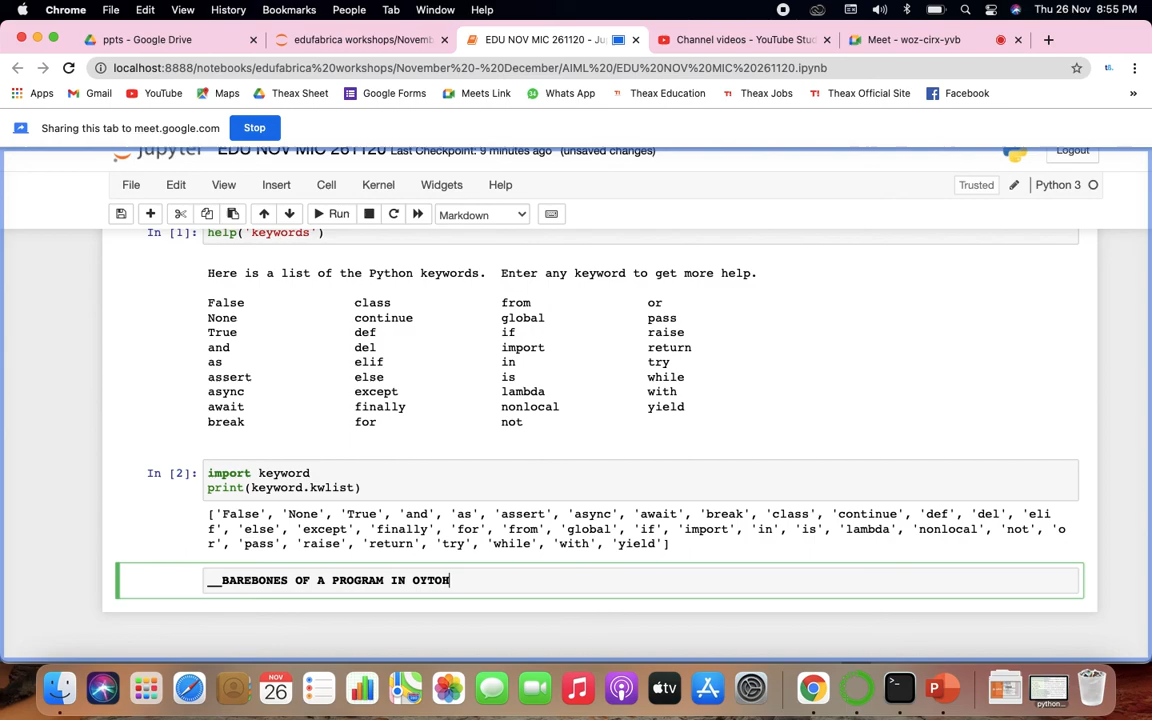 Chrome File Edit View History Bookmarks People Tab Window Help Thu 26 Nov 8:55 PM
ppts - Google Drive edufabrica workshops/Novemb EDU NOV MIC 261120 - Ju Channel videos - YouTube Stud Meet - woz-cirx-yvb
localhost:8888/notebooks/edufabrica%20workshops/November%20-%20December/AIML%20/EDU%20NOV%20MIC%20261120.ipynb
Apps Gmail YouTube Maps Theax Sheet Google Forms Meets Link Whats App Theax Education Theax Jobs Theax Official Site Facebook »
Sharing this tab to meet.google.com Stop
jupyter EDU NOV MIC 261120 Last Checkpoint: 9 minutes ago (unsaved changes) Logout
File Edit View Insert Cell Kernel Widgets Help Trusted Python 3
Run Markdown
In [1]: help('keywords')
Here is a list of the Python keywords.  Enter any keyword to get more help.
False class from or
None continue global pass
True def if raise
and del import return
as elif in try
assert else is while
async except lambda with
await finally nonlocal yield
break for not
In [2]: import keyword
print(keyword.kwlist)
['False', 'None', 'True', 'and', 'as', 'assert', 'async', 'await', 'break', 'class', 'continue', 'def', 'del', 'eli
f', 'else', 'except', 'finally', 'for', 'from', 'global', 'if', 'import', 'in', 'is', 'lambda', 'nonlocal', 'not', 'o
r', 'pass', 'raise', 'return', 'try', 'while', 'with', 'yield']
__BAREBONES OF A PROGRAM IN OYTOH
NOV
26
tv
python...